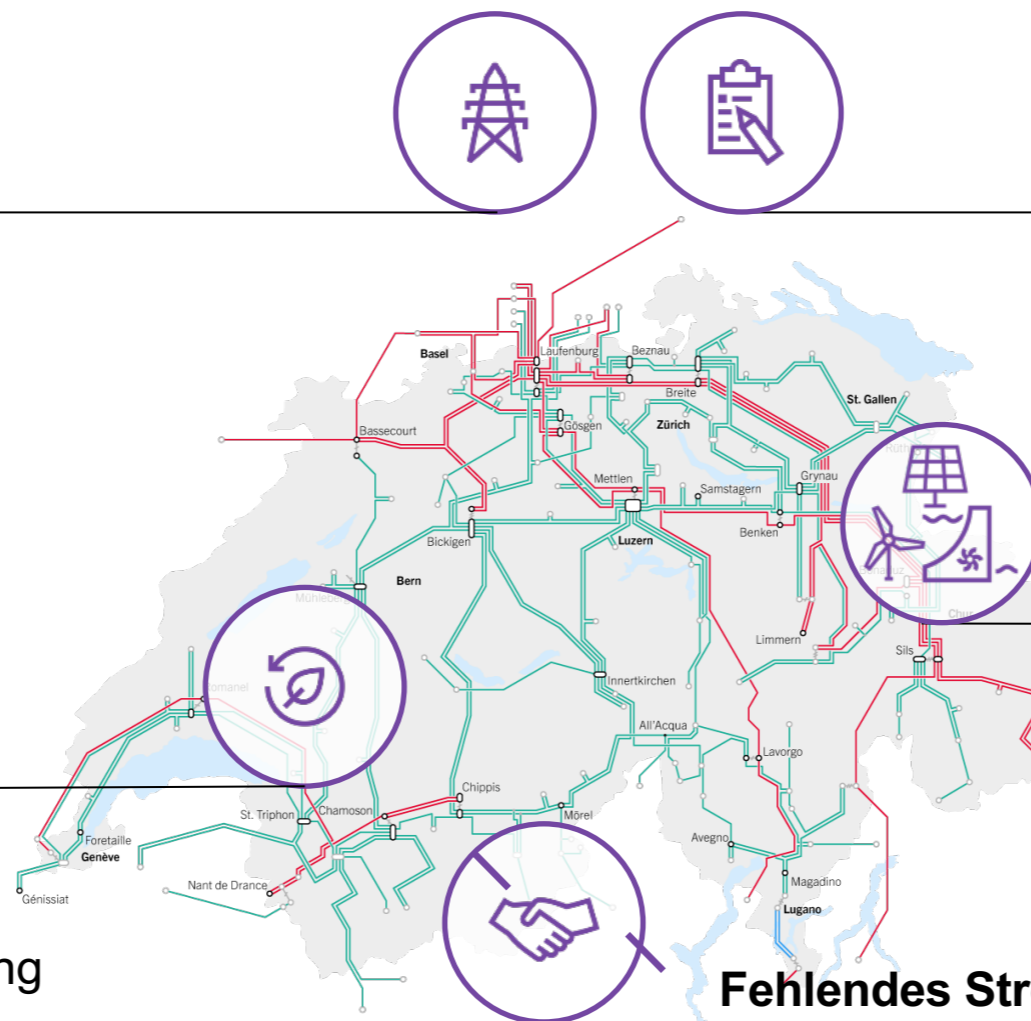 Basel
Laufenburg
Beznau
Breite
St. Gallen
Bassecourt
Gösgen
Zürich
Mettlen
Samstagern
Grynau
Bickigen
Luzern
Benken
Bern
Limmern
Sils
Innertkirchen
All'Acqua
Lavorgo
Chippis
St. Triphon
Chamoson
Mörel
Foretaille
Genève
Avegno
Génissiat
Nant de Drance
Magadino
Lugano
ng
Fehlendes Str